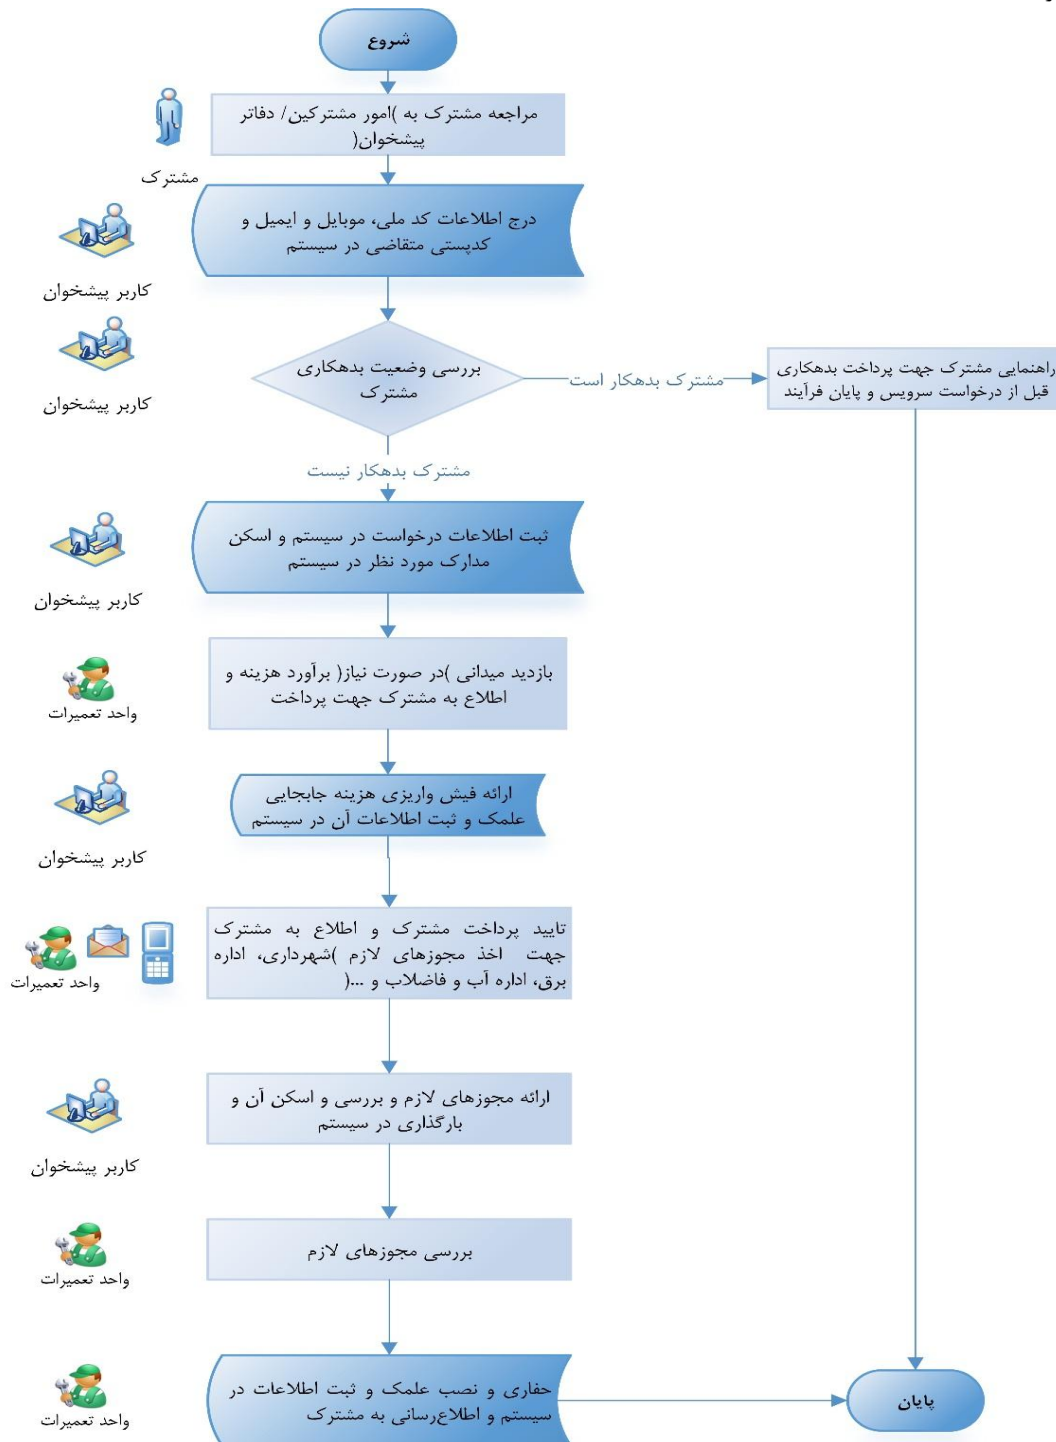 شروع
مراجعه مشترک به )امور مشترکین/ دفاتر
پیشخوان(
مشترک
درج اطلاعات کد ملی، موبایل و ایمیل و
کدپستی متقاضی در سیستم
کاربر پیشخوان
بررسی وضعیت بدهکاری
مشترک
کاربر پیشخوان
مشترک بدهکار است
راهنمایی مشترک جهت پرداخت بدهکاری
قبل از درخواست سرویس و پایان فرآیند
مشترک بدهکار نیست
ثبت اطلاعات درخواست در سیستم و اسکن
مدارک مورد نظر در سیستم
کاربر پیشخوان
بازدید میدانی )در صورت نیاز( برآورد هزینه و
اطلاع به مشترک جهت پرداخت
واحد تعمیرات
ارائه فیش واریزی هزینه جابجایی
علمک و ثبت اطلاعات آن در سیستم
کاربر پیشخوان
تایید پرداخت مشترک و اطلاع به مشترک
جهت اخذ مجوزهای لازم )شهرداری، اداره
برق، اداره آب و فاضلاب و ...(
واحد تعمیرات
ارائه مجوزهای لازم و بررسی و اسکن آن و
بارگذاری در سیستم
کاربر پیشخوان
بررسی مجوزهای لازم
واحد تعمیرات
حفاری و نصب علمک و ثبت اطلاعات در
سیستم و اطلاع‌رسانی به مشترک
واحد تعمیرات
پایان